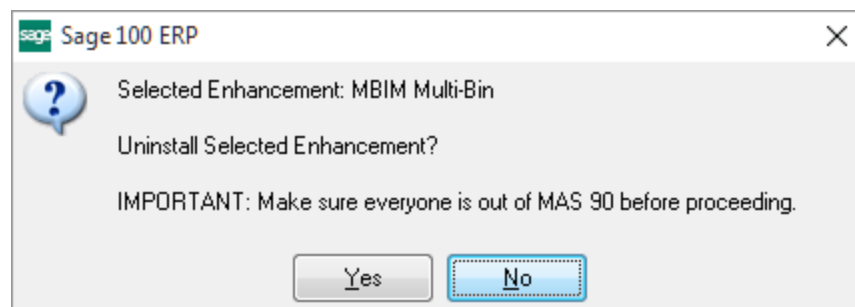 sage Sage 100 ERP
Selected Enhancement: MBIM Multi-Bin
Uninstall Selected Enhancement?
IMPORTANT: Make sure everyone is out of MAS 90 before proceeding.
Yes No